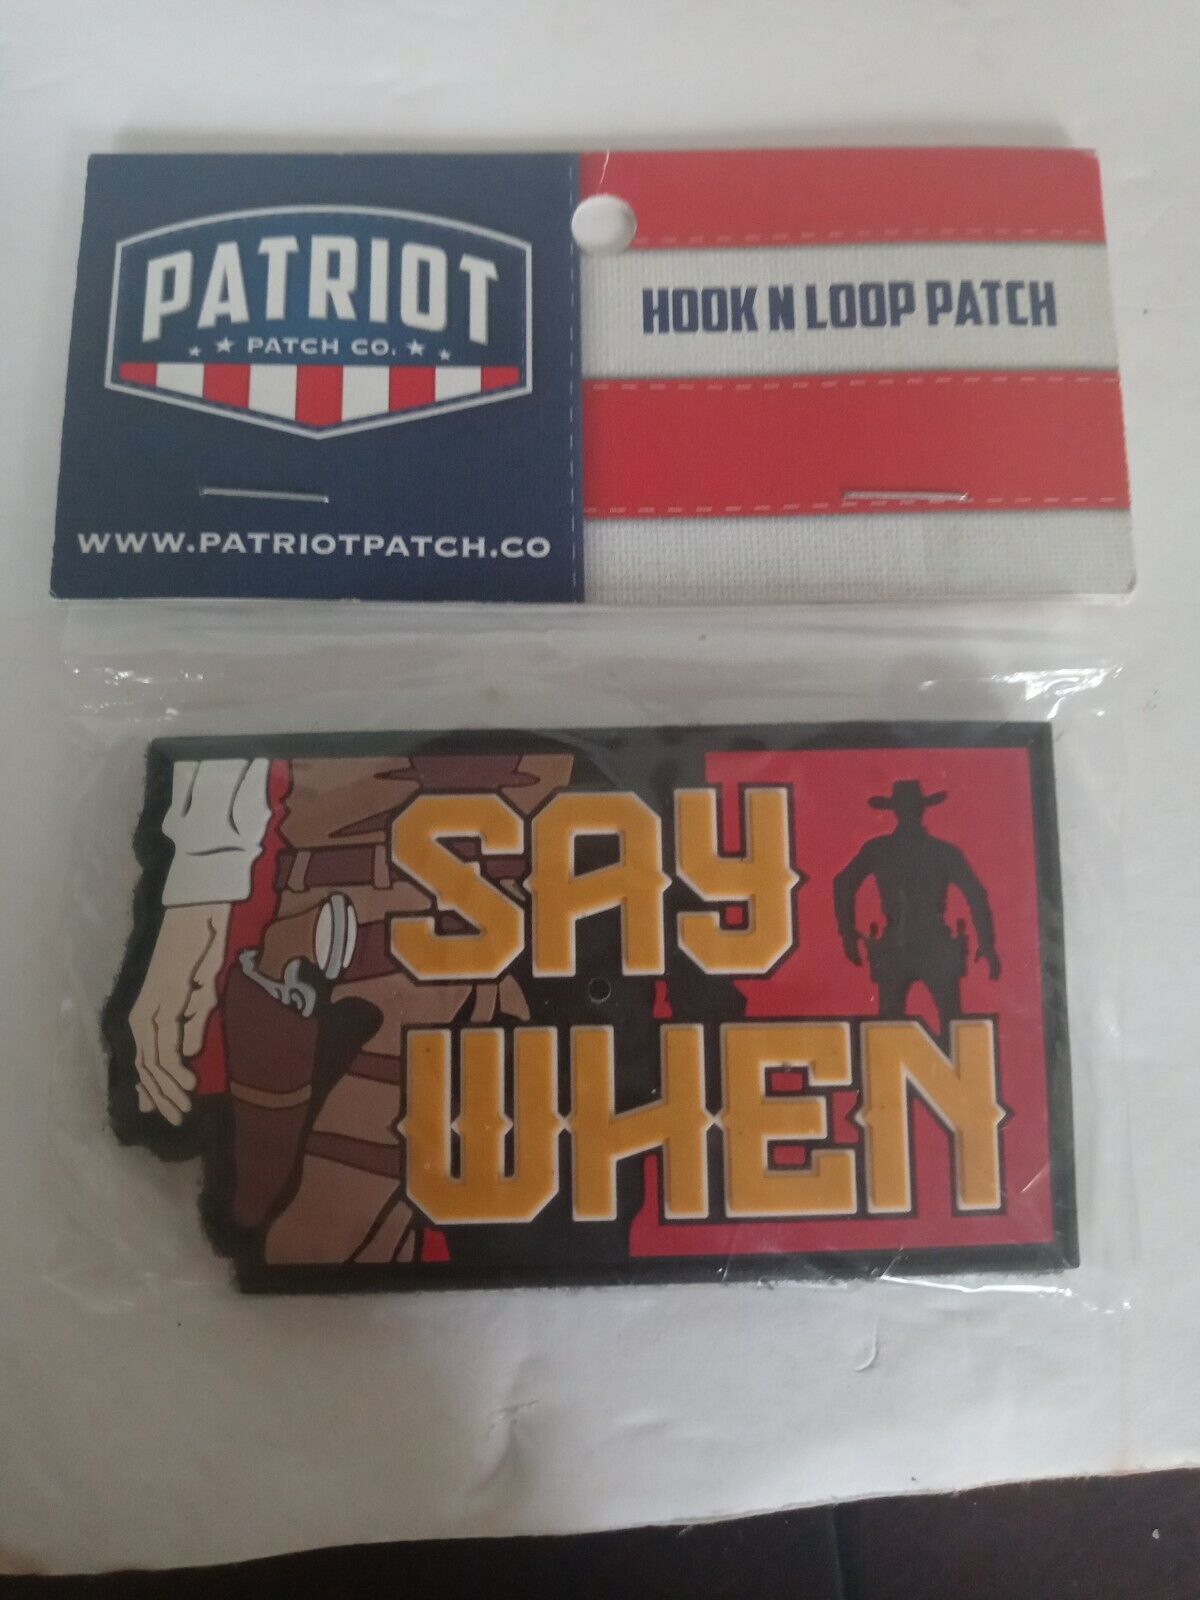 PATRIOT
PATCH CO.
WWW.PATRIOTPATCH.CO
HOOK N LOOP PATCH
SAY
WHEN